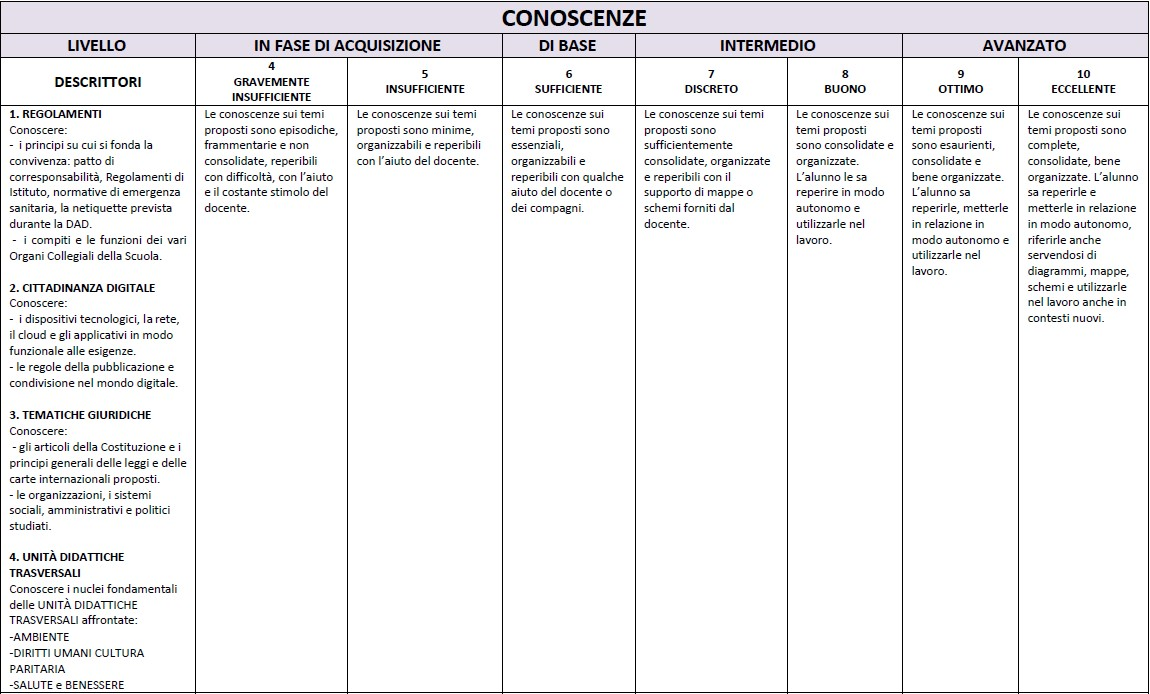 CONOSCENZE
LIVELLO
IN FASE DI ACQUISIZIONE
DI BASE
INTERMEDIO
AVANZATO
DESCRITTORI
4
GRAVEMENTE
INSUFFICIENTE
5
INSUFFICIENTE
6
SUFFICIENTE
7
DISCRETO
8
BUONO
9
OTTIMO
10
ECCELLENTE
1. REGOLAMENTI
Conoscere:
- i principi su cui si fonda la
convivenza: patto di
corresponsabilità, Regolamenti di
Istituto, normative di emergenza
sanitaria, la netiquette prevista
durante la DAD.
- i compiti e le funzioni dei vari
Organi Collegiali della Scuola.
2. CITTADINANZA DIGITALE
Conoscere:
- i dispositivi tecnologici, la rete,
il cloud e gli applicativi in modo
funzionale alle esigenze.
- le regole della pubblicazione e
condivisione nel mondo digitale.
3. TEMATICHE GIURIDICHE
Conoscere:
- gli articoli della Costituzione e i
principi generali delle leggi e delle
carte internazionali proposti.
- le organizzazioni, i sistemi
sociali, amministrativi e politici
studiati.
4. UNITÀ DIDATTICHE
TRASVERSALI
Conoscere i nuclei fondamentali
delle UNITÀ DIDATTICHE
TRASVERSALI affrontate:
-AMBIENTE
-DIRITTI UMANI CULTURA
PARITARIA
-SALUTE e BENESSERE
Le conoscenze sui temi
proposti sono episodiche,
frammentarie e non
consolidate, reperibili
con difficoltà, con l'aiuto
e il costante stimolo del
docente.
Le conoscenze sui temi
proposti sono minime,
organizzabili e reperibili
con l'aiuto del docente.
Le conoscenze sui
temi proposti sono
essenziali,
organizzabili e
reperibili con qualche
aiuto del docente o
dei compagni.
Le conoscenze sui temi
proposti sono
sufficientemente
consolidate, organizzate
e reperibili con il
supporto di mappe o
schemi forniti dal
docente.
Le conoscenze sui
temi proposti
sono consolidate e
organizzate.
L'alunno le sa
reperire in modo
autonomo e
utilizzarle nel
lavoro.
Le conoscenze sui
temi proposti
sono esaurienti,
consolidate e
bene organizzate.
L'alunno sa
reperirle, metterle
in relazione in
modo autonomo e
utilizzarle nel
lavoro.
Le conoscenze sui
temi proposti sono
complete,
consolidate, bene
organizzate. L'alunno
sa reperirle e
metterle in relazione
in modo autonomo,
riferirle anche
servendosi di
diagrammi, mappe,
schemi e utilizzarle
nel lavoro anche in
contesti nuovi.